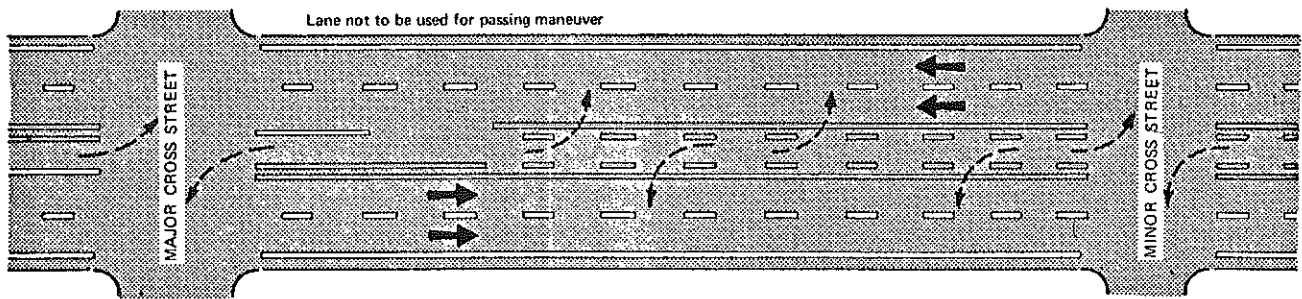 Lane not to be used for passing maneuver
MAJOR CROSS STREET
MINOR CROSS STREET